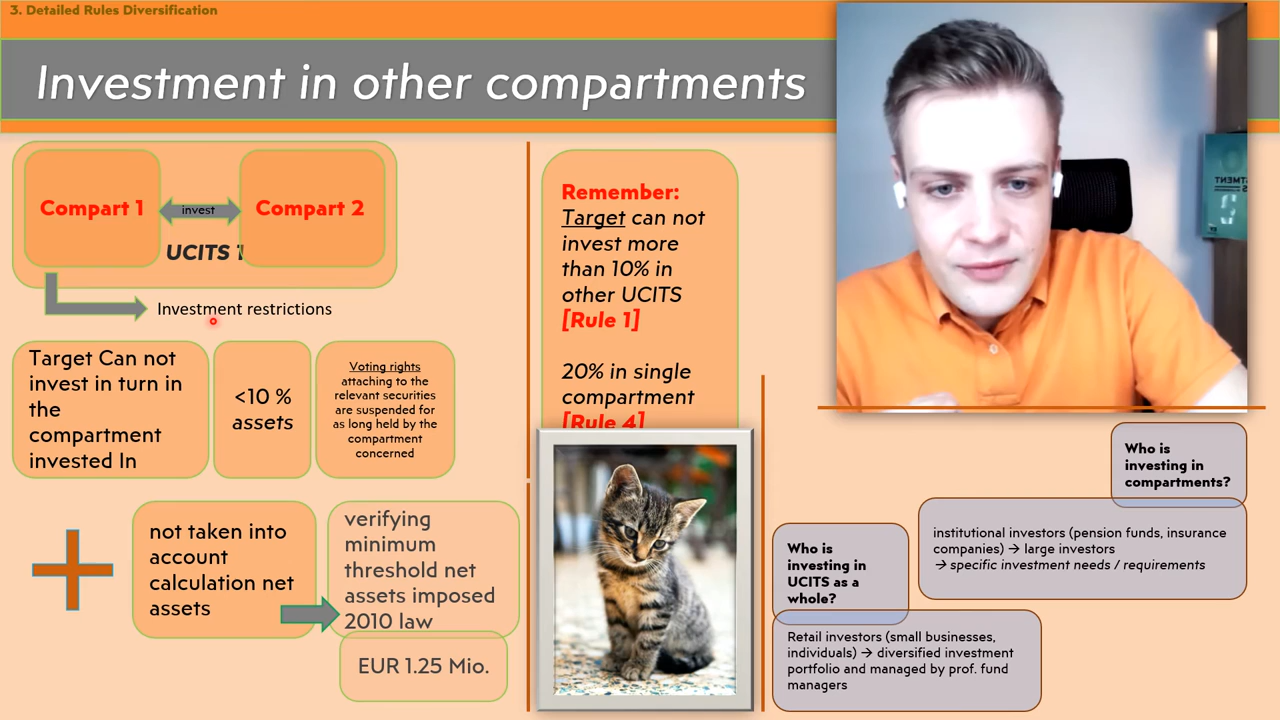 3. Detailed Rules Diversification
Investment in other compartments
Compart 1
invest
Compart 2
UCITS 1
Investment restrictions
Target Can not
invest in turn in
the
compartment
invested In
<10 %
assets
Voting rights
attaching to the
relevant securities
are suspended for
as long held by the
compartment
concerned
not taken into
account
calculation net
assets
verifying
minimum
threshold net
assets imposed
2010 law
EUR 1.25 Mio.
Remember:
Target can not
invest more
than 10% in
other UCITS
[Rule 1]
20% in single
compartment
[Rule 4]
Who is
investing in
compartments?
institutional investors (pension funds, insurance
companies) → large investors
→ specific investment needs / requirements
Who is
investing in
UCITS as a
whole?
Retail investors (small businesses,
individuals) → diversified investment
portfolio and managed by prof. fund
managers